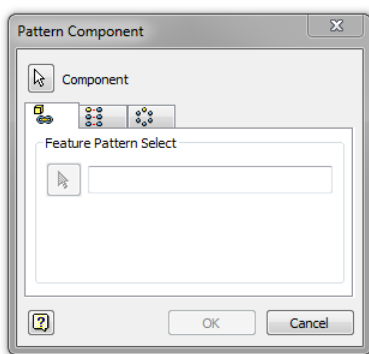 Pattern Component
Component
Feature Pattern Select
OK
Cancel